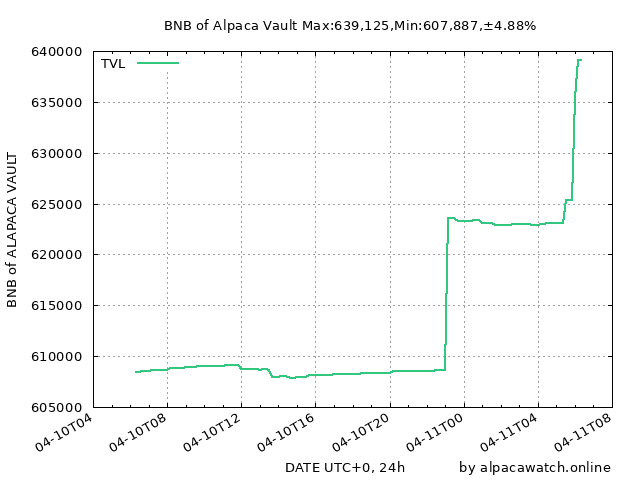 BNB of Alpaca Vault Max:639,125,Min:607,887,±4.88%
640000
TVL
635000
630000
625000
620000
615000
610000
605000
BNB of ALAPACA VAULT
04-10T04
04-10T08
04-10T12
04-10T16
04-10T20
04-11T00
04-11T04
04-11T08
DATE UTC+0, 24h
by alpacawatch.online